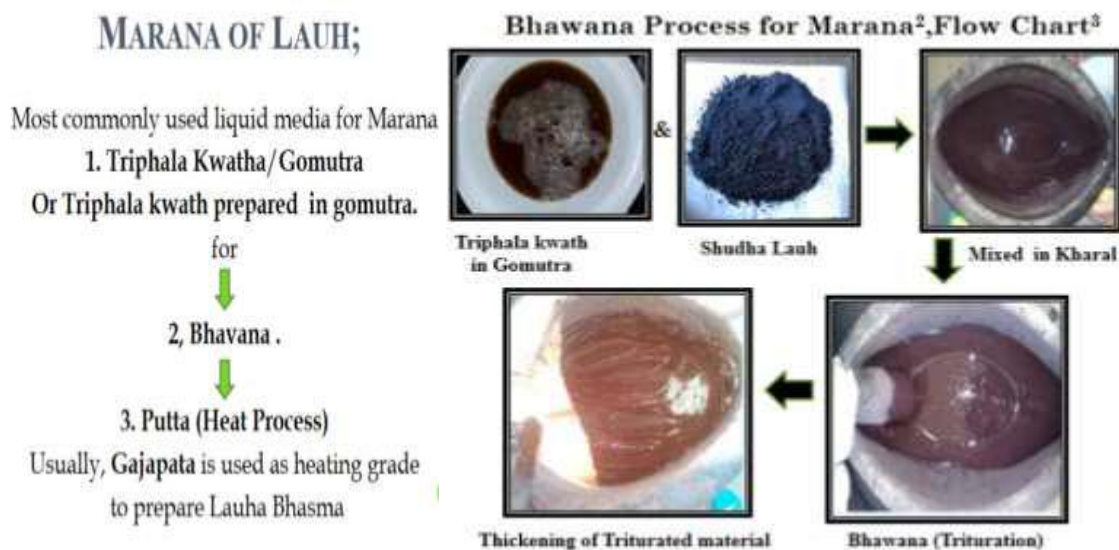 MARANA OF LAUH;
Most commonly used liquid media for Marana
1. Triphala Kwatha/Gomutra
Or Triphala kwath prepared in gomutra.
for
2, Bhavana .
3. Putta (Heat Process)
Usually, Gajapata is used as heating grade
to prepare Lauha Bhasma
Bhawana Process for Marana²,Flow Chart³
&
Triphala kwath
in Gomutra
Shudha Lauh
Mixed in Kharal
Thickening of Triturated material
Bhawana (Trituration)